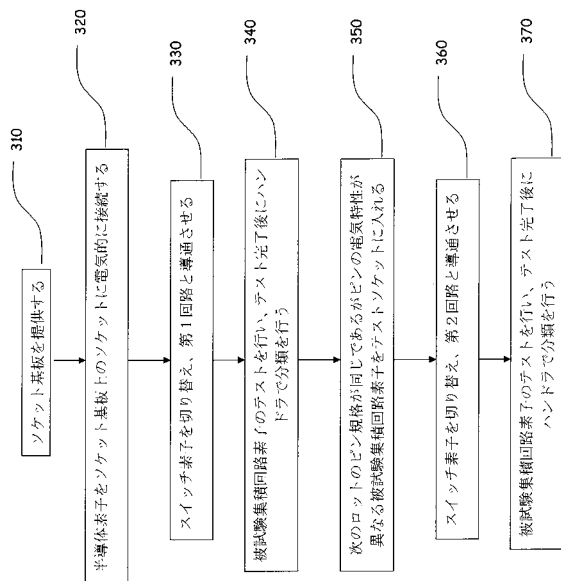 310
ソケット基板を提供する
320
半導体素子をソケット基板上のソケットに電気的に接続する
330
スイッチ素子を切り替え、第1回路と導通させる
340
被試験集積回路素子のテストを行い、テスト完了後にハン
ドラで分類を行う
350
次のロットのピン規格が同じであるがピンの電気特性が
異なる被試験集積回路素子をテストソケットに入れる
360
スイッチ素子を切り替え、第2回路と導通させる
370
被試験集積回路素子のテストを行い、テスト完了後に
ハンドラで分類を行う